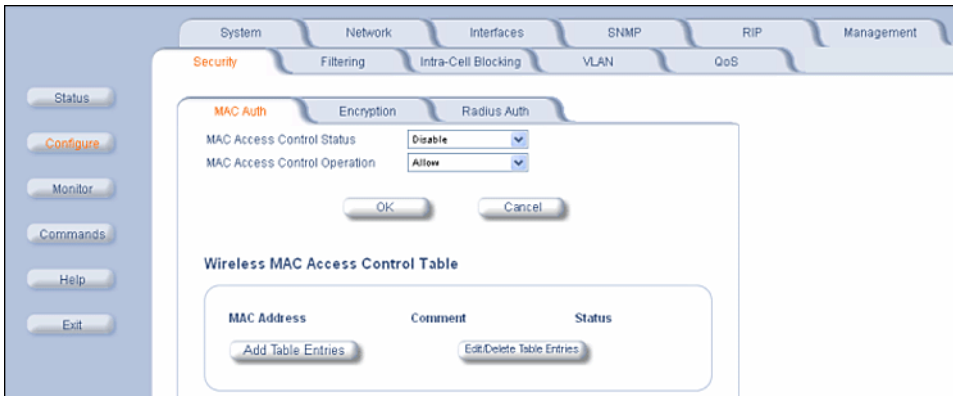 System Network Interfaces SNMP RIP Management
Security Filtering Intra-Cell Blocking VLAN QoS
Status
Configure
Monitor
Commands
Help
Exit
MAC Auth Encryption Radius Auth
MAC Access Control Status Disable
MAC Access Control Operation Allow
OK Cancel
Wireless MAC Access Control Table
MAC Address Comment Status
Add Table Entries Edit/Delete Table Entries